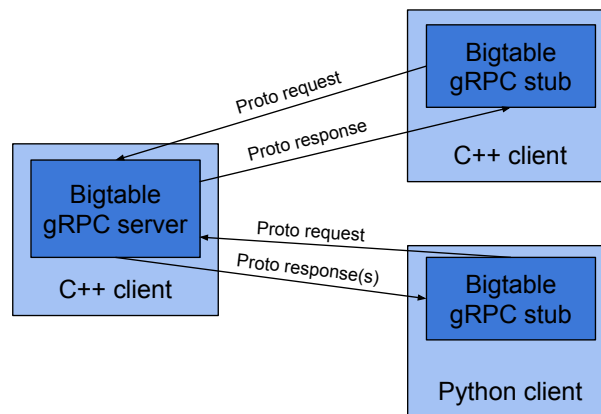 Bigtable
gRPC stub
C++ client
Proto request
Proto response
Bigtable
gRPC server
C++ client
Proto request
Proto response(s)
Bigtable
gRPC stub
Python client